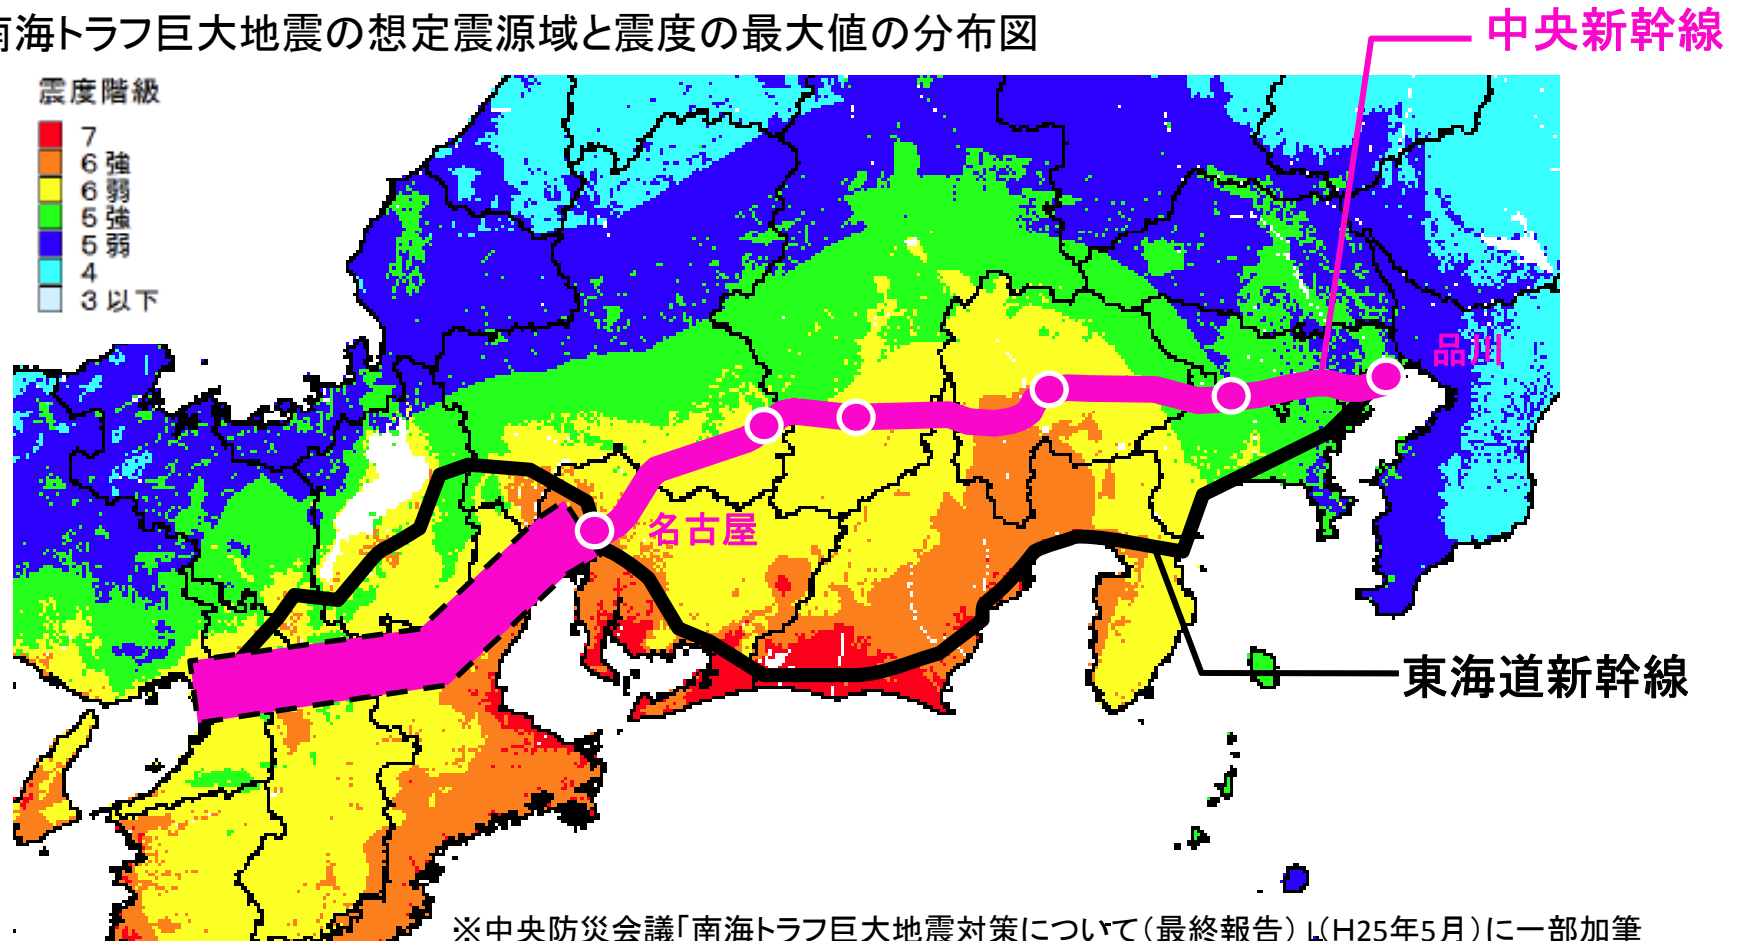 南海トラフ巨大地震の想定震源域と震度の最大値の分布図
中央新幹線
震度階級
7
6強
6弱
5強
5弱
4
3以下
品川
名古屋
東海道新幹線
※中央防災会議「南海トラフ巨大地震対策について(最終報告)」(H25年5月)に一部加筆